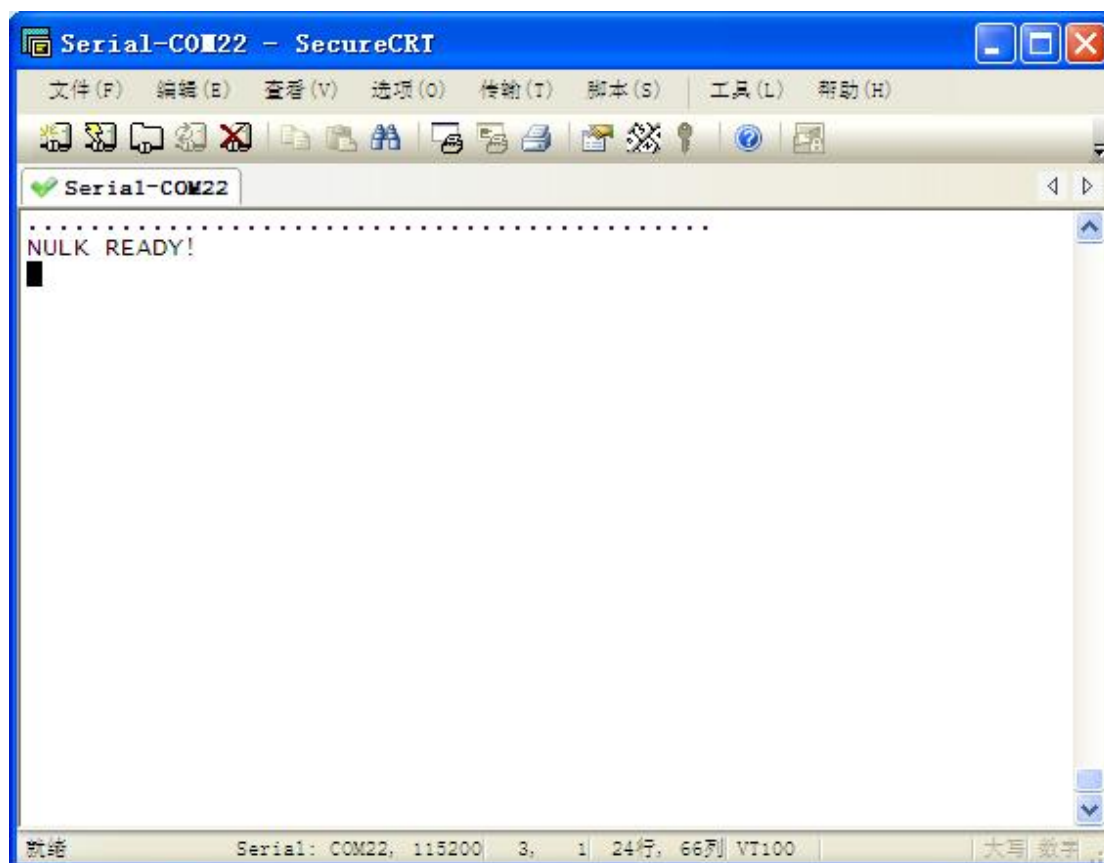 Serial-COM22 - SecureCRT
文件(F) 编辑(E) 查看(V) 选项(O) 传输(T) 脚本(S) 工具(L) 帮助(H)
Serial-COM22
.............................................
NULK READY!
就绪 Serial: COM22, 115200 3, 1 24行, 66列 VT100 大写 数字